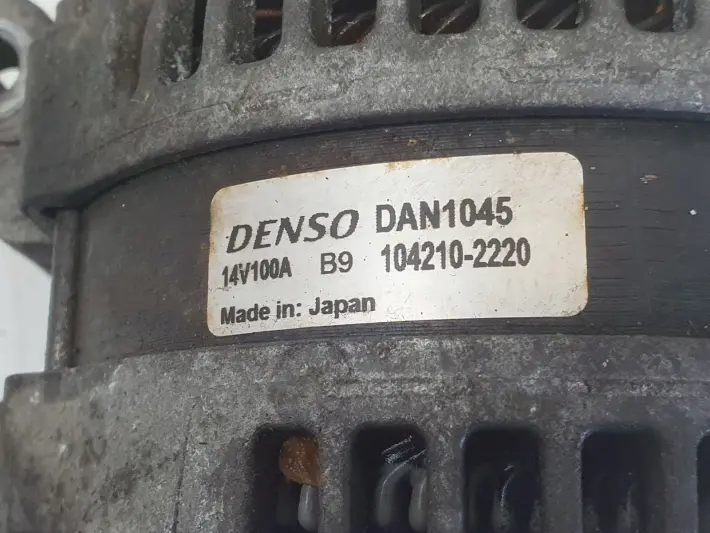 DENSO DAN1045
14V100A B9 104210-2220
Made in: Japan